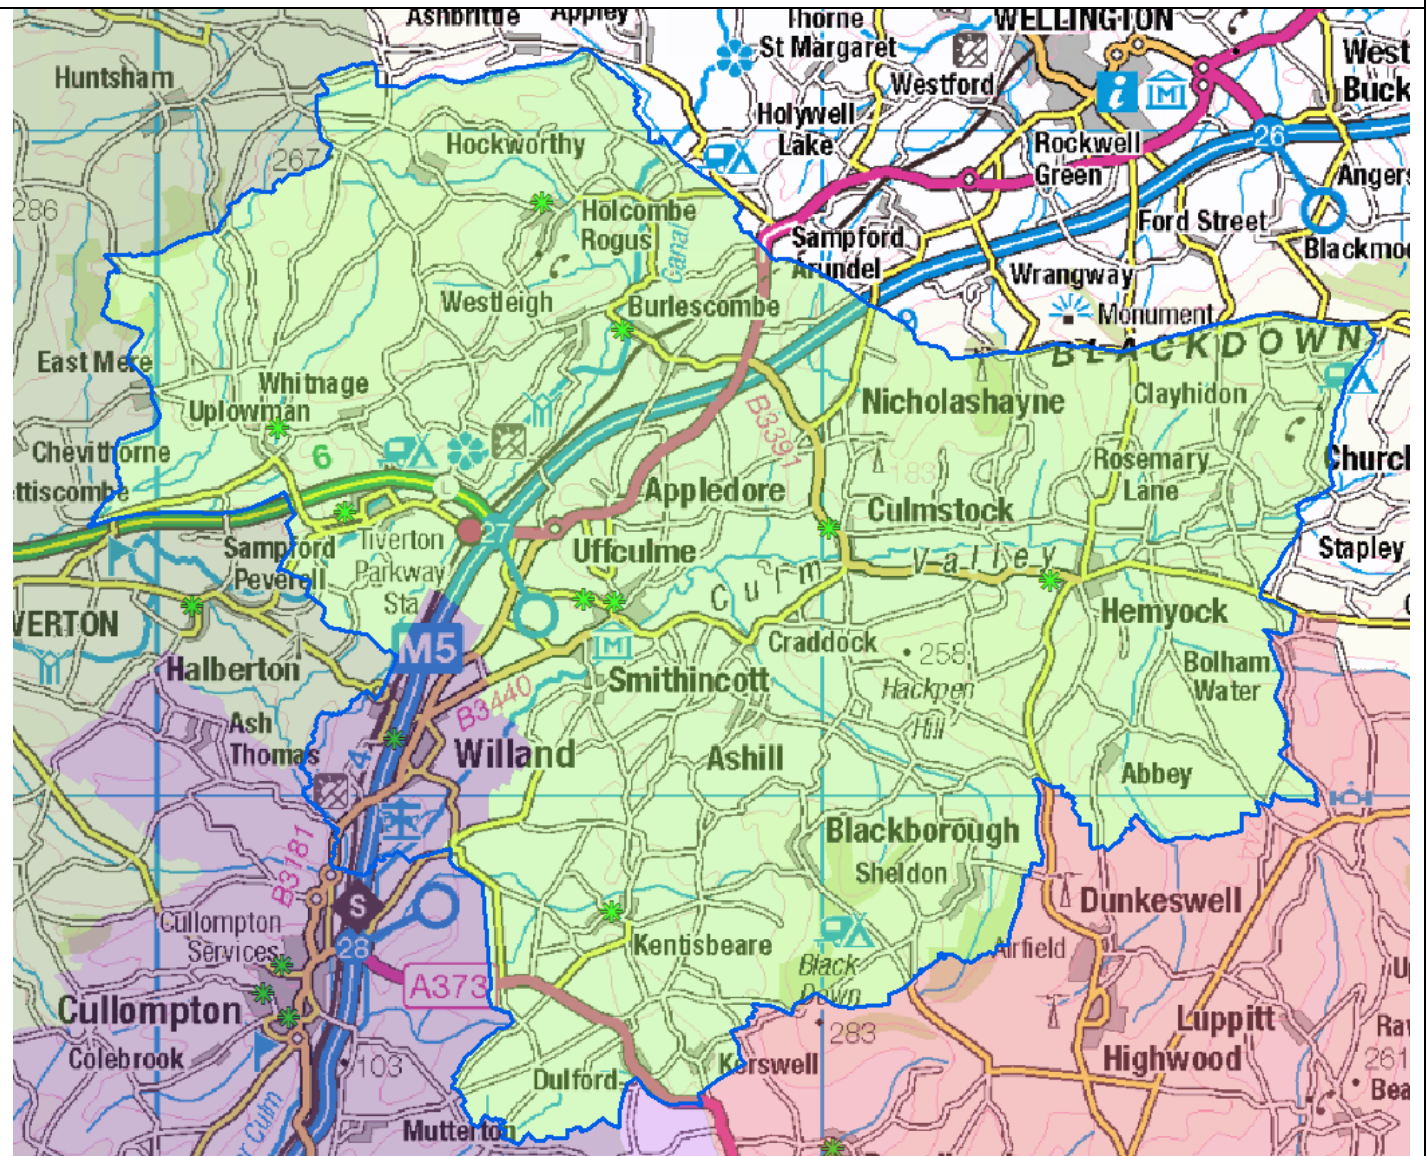 Ashbrittle
Appley
Thorne
St Margaret
WELLINGTON
West
Buck
Huntsham
Westford
Holywell
Lake
i
M
26
Hockworthy
267
Rockwell
Green
Angers
286
Holcombe
Rogus
Canal
Sampford
Arundel
Ford Street
Blackmo
Wrangway
Westleigh
Burlescombe
Monument
BLACKDOWN
East Mere
Whitnage
Uplowman
Nicholashayne
Clayhidon
B3391
Chevithorne
6
183
Rosemary
Lane
Church
ettiscombe
Appledore
Culmstock
L
27
Sampford
Peverell
Tiverton
Parkway
Sta
Uffculme
Culm
Valley
Stapley
VERTON
M5
Hemyock
Craddock
258
Halberton
M
Smithincott
Hackpen
Hill
Bolham
Water
B3440
Ash
Thomas
4
Willand
Ashill
Abbey
B3181
Blackborough
Sheldon
S
Dunkeswell
Cullompton
Services
28
Kentisbeare
Black
Down
Airfield
A373
Cullompton
283
Luppitt
Highwood
Colebrook
103
Kerswell
261
Dulford
Bea
Culm
Mutterton